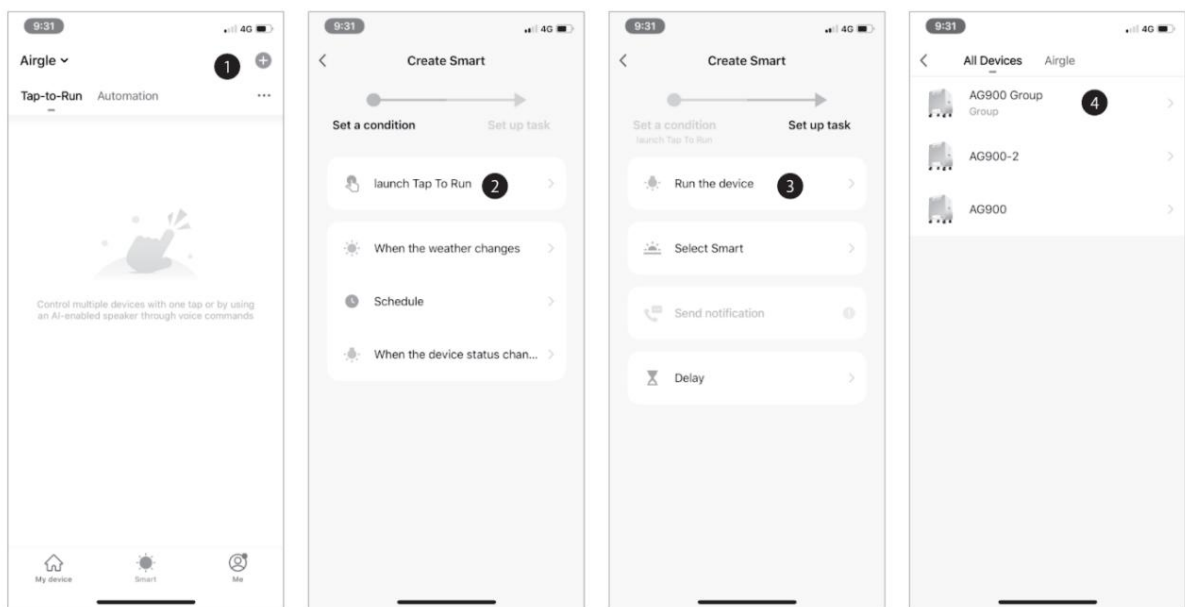 9:31
4G
Airgle
1
Tap-to-Run Automation
Control multiple devices with one tap or by using
an AI-enabled speaker through voice commands
My device Smart Me
9:31
4G
Create Smart
Set a condition Set up task
launch Tap To Run 2
When the weather changes
Schedule
When the device status chan...
9:31
4G
Create Smart
Set a condition Set up task
launch Tap To Run
Run the device 3
Select Smart
Send notification
Delay
9:31
4G
All Devices Airgle
AG900 Group 4
Group
AG900-2
AG900